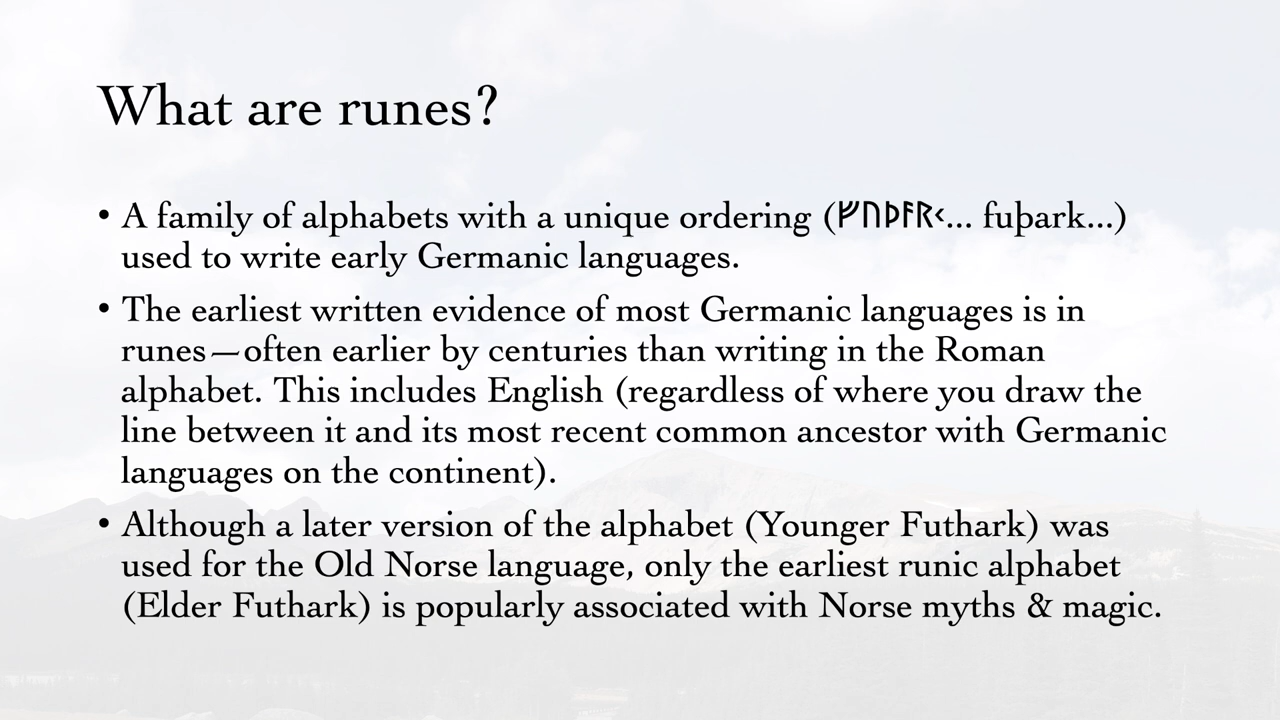 What are runes?
• A family of alphabets with a unique ordering (ᚠᚢᚦᚨᚱᚲ... fuþark...)
used to write early Germanic languages.
• The earliest written evidence of most Germanic languages is in
runes—often earlier by centuries than writing in the Roman
alphabet. This includes English (regardless of where you draw the
line between it and its most recent common ancestor with Germanic
languages on the continent).
• Although a later version of the alphabet (Younger Futhark) was
used for the Old Norse language, only the earliest runic alphabet
(Elder Futhark) is popularly associated with Norse myths & magic.